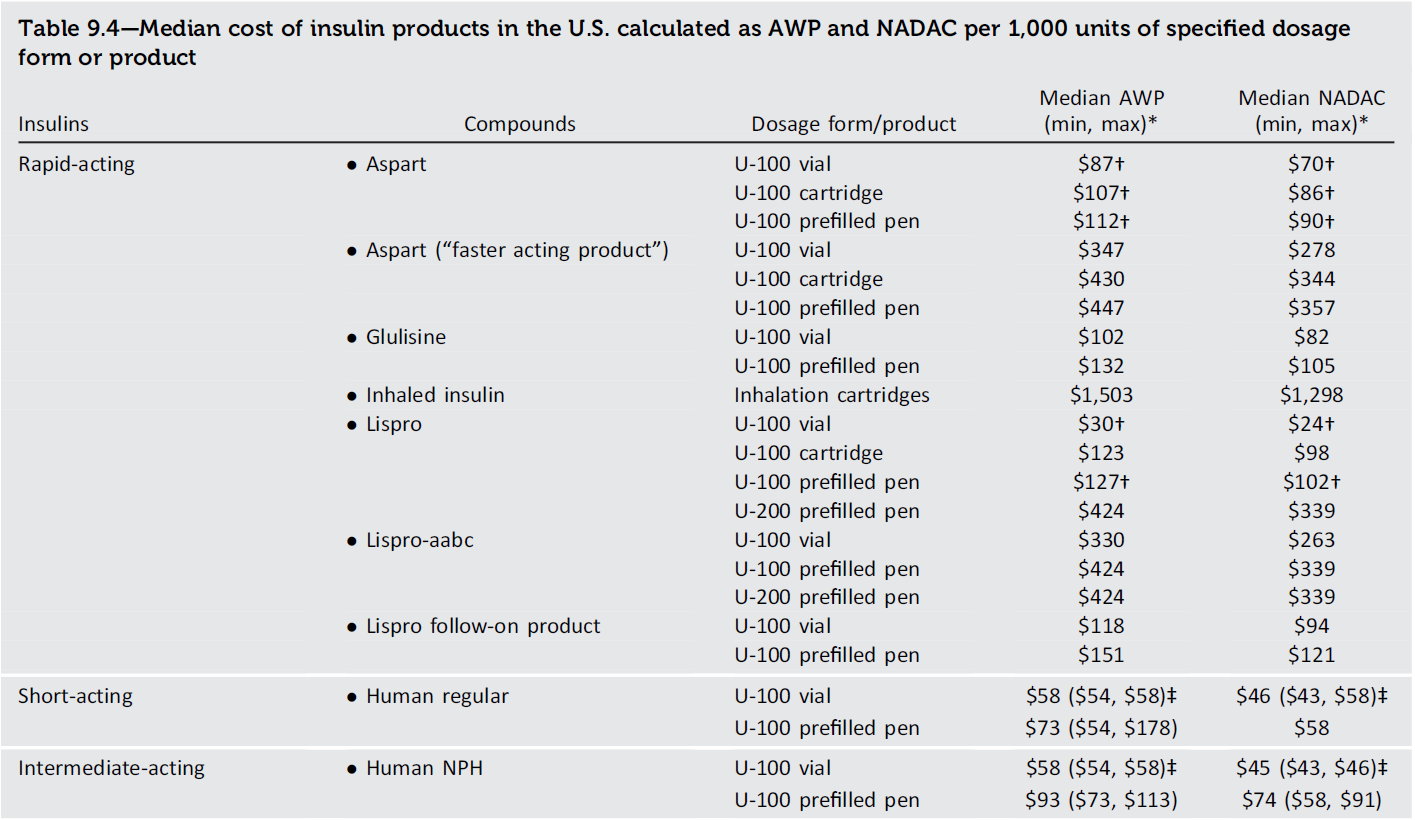 Table 9.4—Median cost of insulin products in the U.S. calculated as AWP and NADAC per 1,000 units of specified dosage
form or product
Median AWP Median NADAC
Insulins Compounds Dosage form/product (min, max)* (min, max)*
Rapid-acting ● Aspart U-100 vial $87† $70†
U-100 cartridge $107† $86†
U-100 prefilled pen $112† $90†
● Aspart (“faster acting product”) U-100 vial $347 $278
U-100 cartridge $430 $344
U-100 prefilled pen $447 $357
● Glulisine U-100 vial $102 $82
U-100 prefilled pen $132 $105
● Inhaled insulin Inhalation cartridges $1,503 $1,298
● Lispro U-100 vial $30† $24†
U-100 cartridge $123 $98
U-100 prefilled pen $127† $102†
U-200 prefilled pen $424 $339
● Lispro-aabc U-100 vial $330 $263
U-100 prefilled pen $424 $339
U-200 prefilled pen $424 $339
● Lispro follow-on product U-100 vial $118 $94
U-100 prefilled pen $151 $121
Short-acting ● Human regular U-100 vial $58 ($54, $58)‡ $46 ($43, $58)‡
U-100 prefilled pen $73 ($54, $178) $58
Intermediate-acting ● Human NPH U-100 vial $58 ($54, $58)‡ $45 ($43, $46)‡
U-100 prefilled pen $93 ($73, $113) $74 ($58, $91)